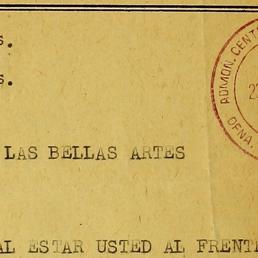 S.
S.
LAS BELLAS ARTES
AL ESTAR USTED AL FRENTE
ADMON. CENT
OFNA.